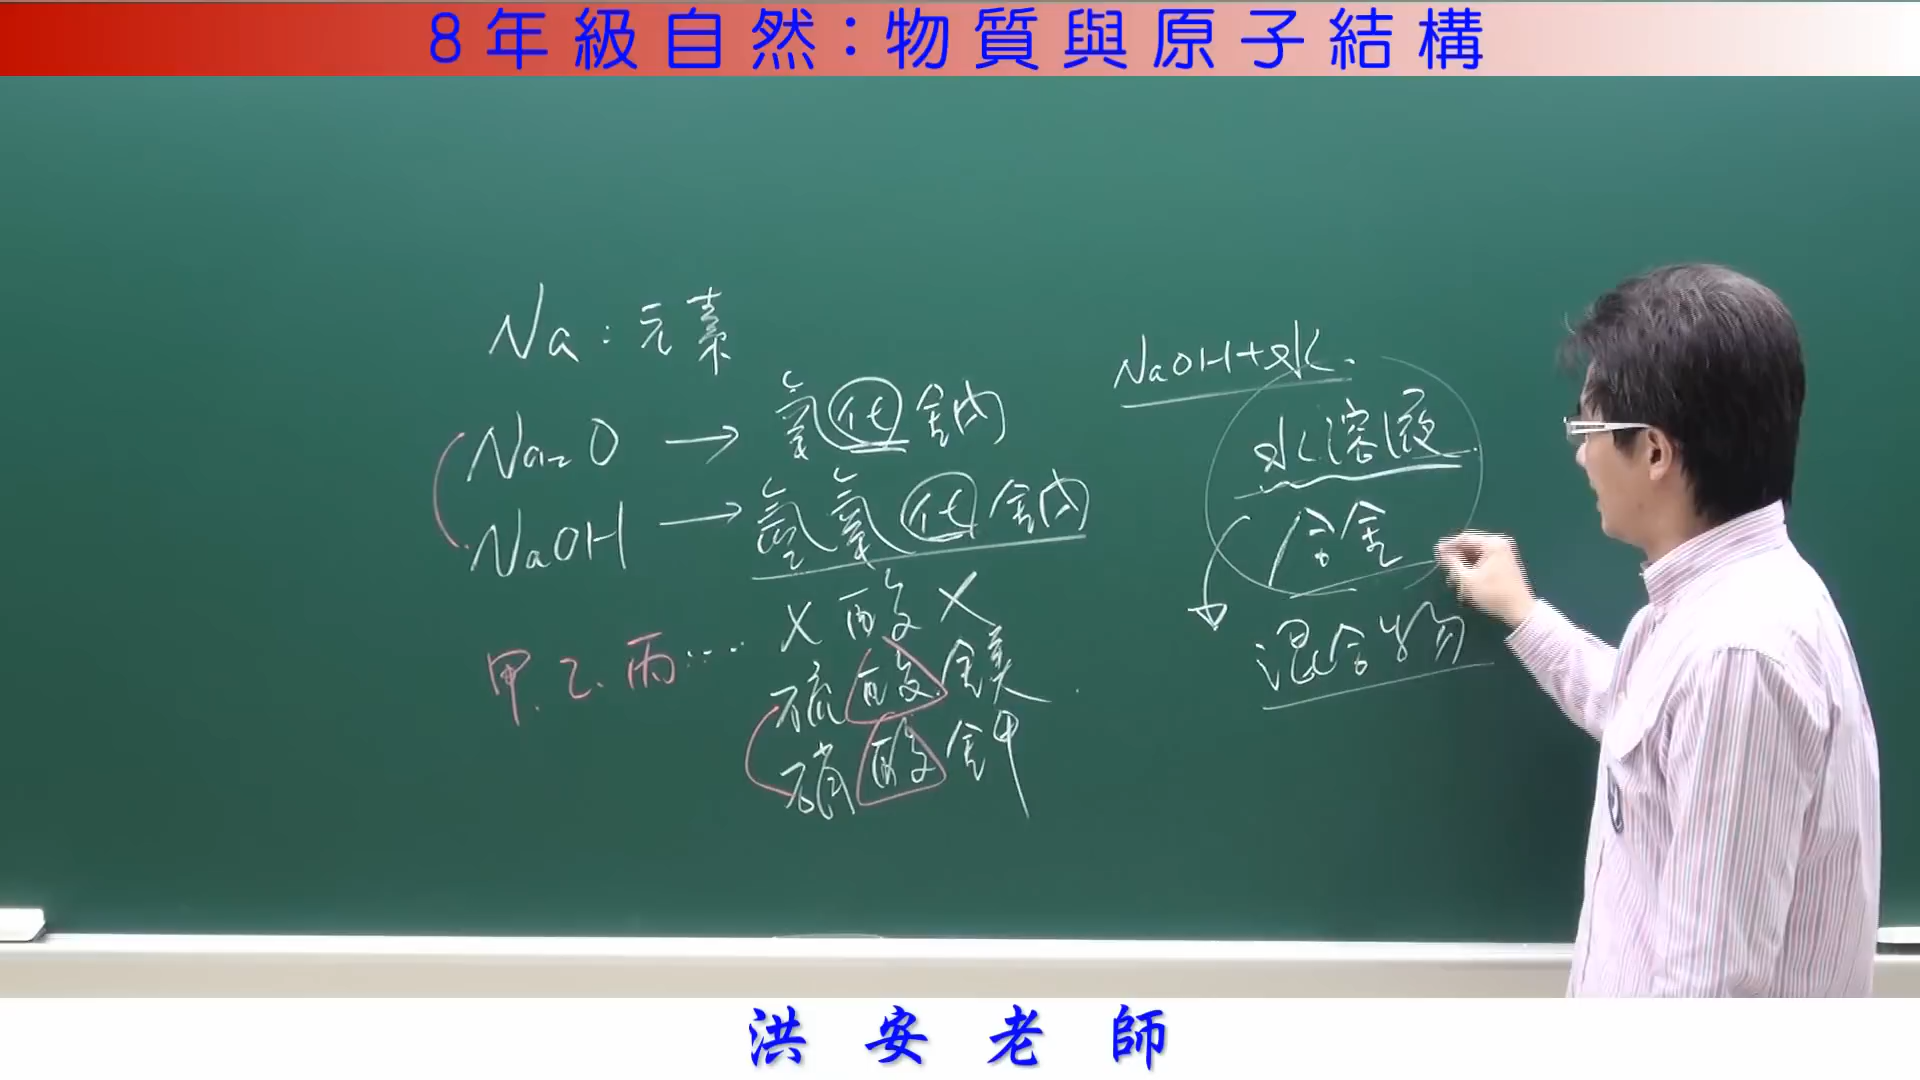 8年級自然:物質與原子結構
Na:元素
Na₂O → 氧化鈉
NaOH → 氫氧化鈉
X酸X
硫酸鎂
硝酸鉀
甲.乙.丙.....
NaOH+水.
水溶液
合金
混合物
洪安老師